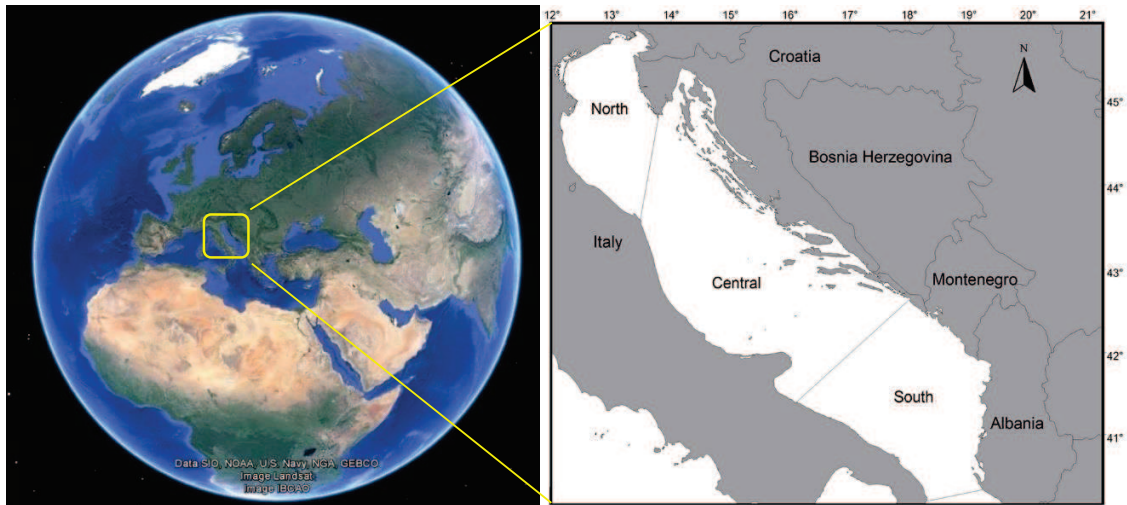 Data SIO, NOAA, U.S. Navy, NGA, GEBCO
Image Landsat
Image IBCAO
12° 13° 14° 15° 16° 17° 18° 19° 20° 21°
N
Croatia
45°
North
Bosnia Herzegovina
44°
Italy
43°
Central
Montenegro
42°
South
Albania
41°